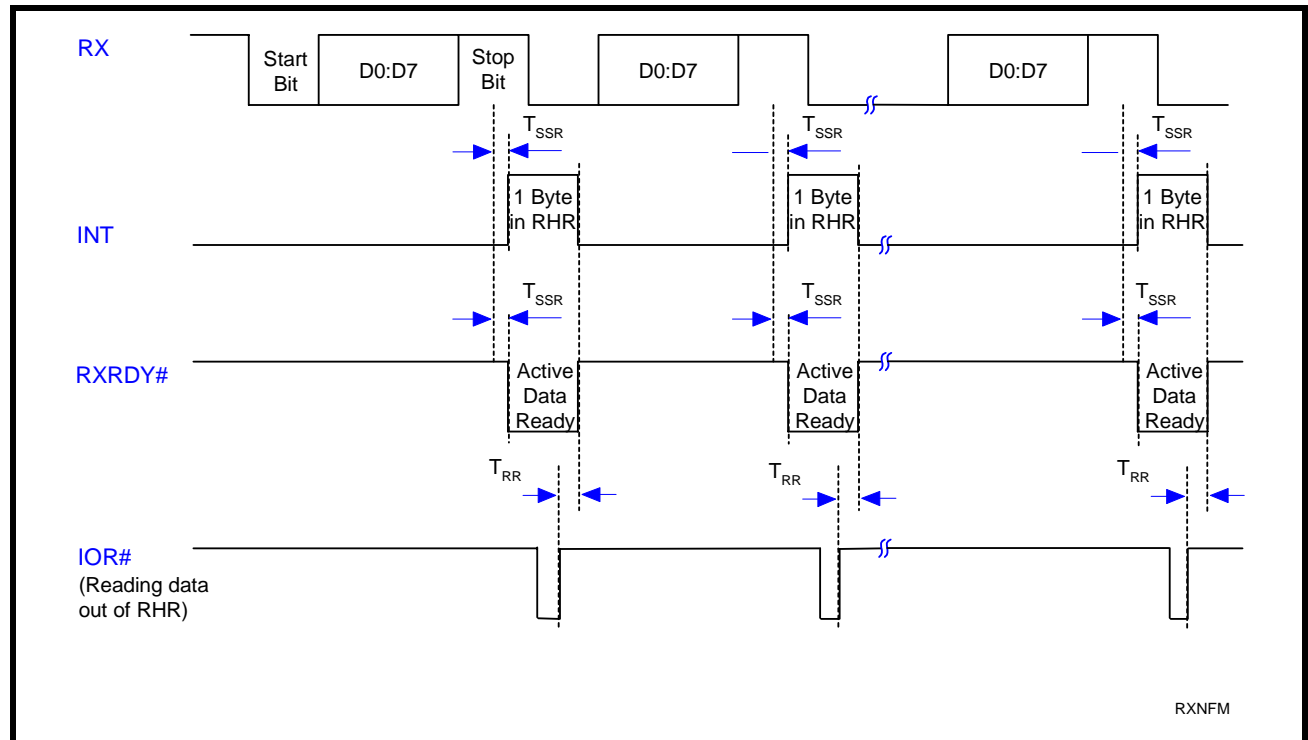 RX
Start
Bit
D0:D7
Stop
Bit
D0:D7
D0:D7
TSSR
TSSR
TSSR
INT
1 Byte
in RHR
1 Byte
in RHR
1 Byte
in RHR
TSSR
TSSR
TSSR
RXRDY#
Active
Data
Ready
Active
Data
Ready
Active
Data
Ready
TRR
TRR
TRR
IOR#
(Reading data
out of RHR)
RXNFM